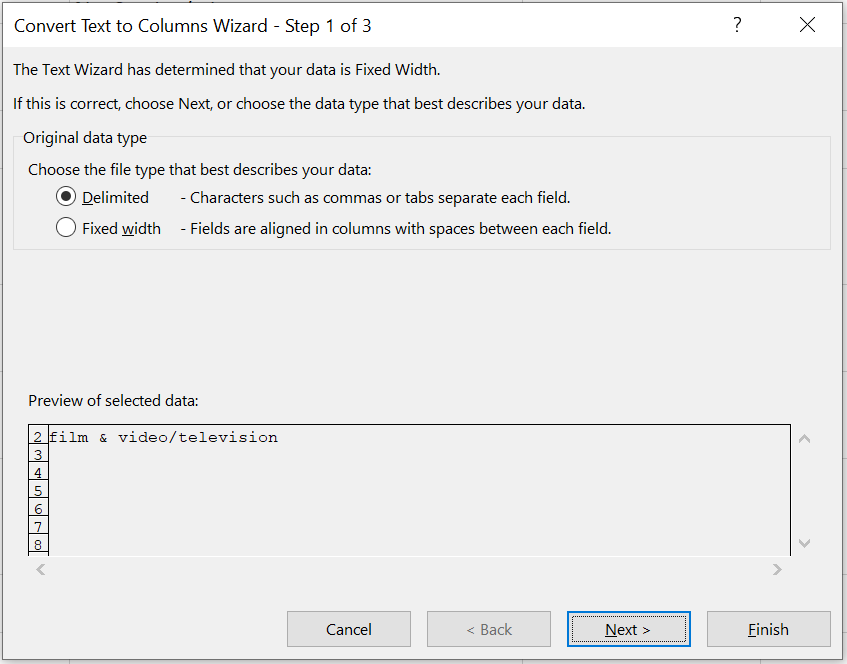 Convert Text to Columns Wizard - Step 1 of 3 ?
The Text Wizard has determined that your data is Fixed Width.
If this is correct, choose Next, or choose the data type that best describes your data.
Original data type
Choose the file type that best describes your data:
Delimited - Characters such as commas or tabs separate each field.
Fixed width - Fields are aligned in columns with spaces between each field.
Preview of selected data:
2 film & video/television
3
4
5
6
7
8
Cancel < Back Next > Finish